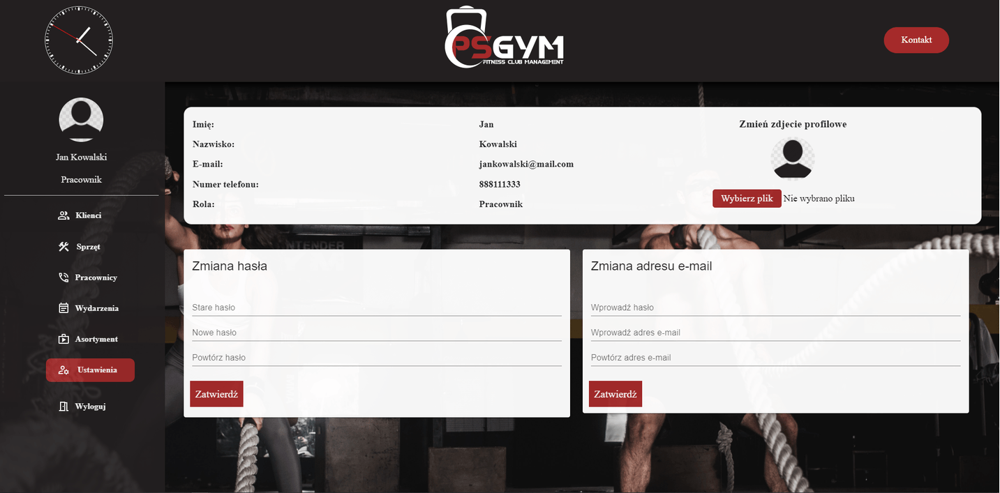 PSGYM
FITNESS CLUB MANAGEMENT
Kontakt
Jan Kowalski
Pracownik
Klienci
Sprzęt
Pracownicy
Wydarzenia
Asortyment
Ustawienia
Wyloguj
Imię: Jan
Nazwisko: Kowalski
E-mail: jankowalski@mail.com
Numer telefonu: 888111333
Rola: Pracownik
Zmień zdjecie profilowe
Wybierz plik Nie wybrano pliku
NTENDER
Zmiana hasła
Stare hasło
Nowe hasło
Powtórz hasło
Zatwierdź
Zmiana adresu e-mail
Wprowadź hasło
Wprowadź adres e-mail
Powtórz adres e-mail
Zatwierdź